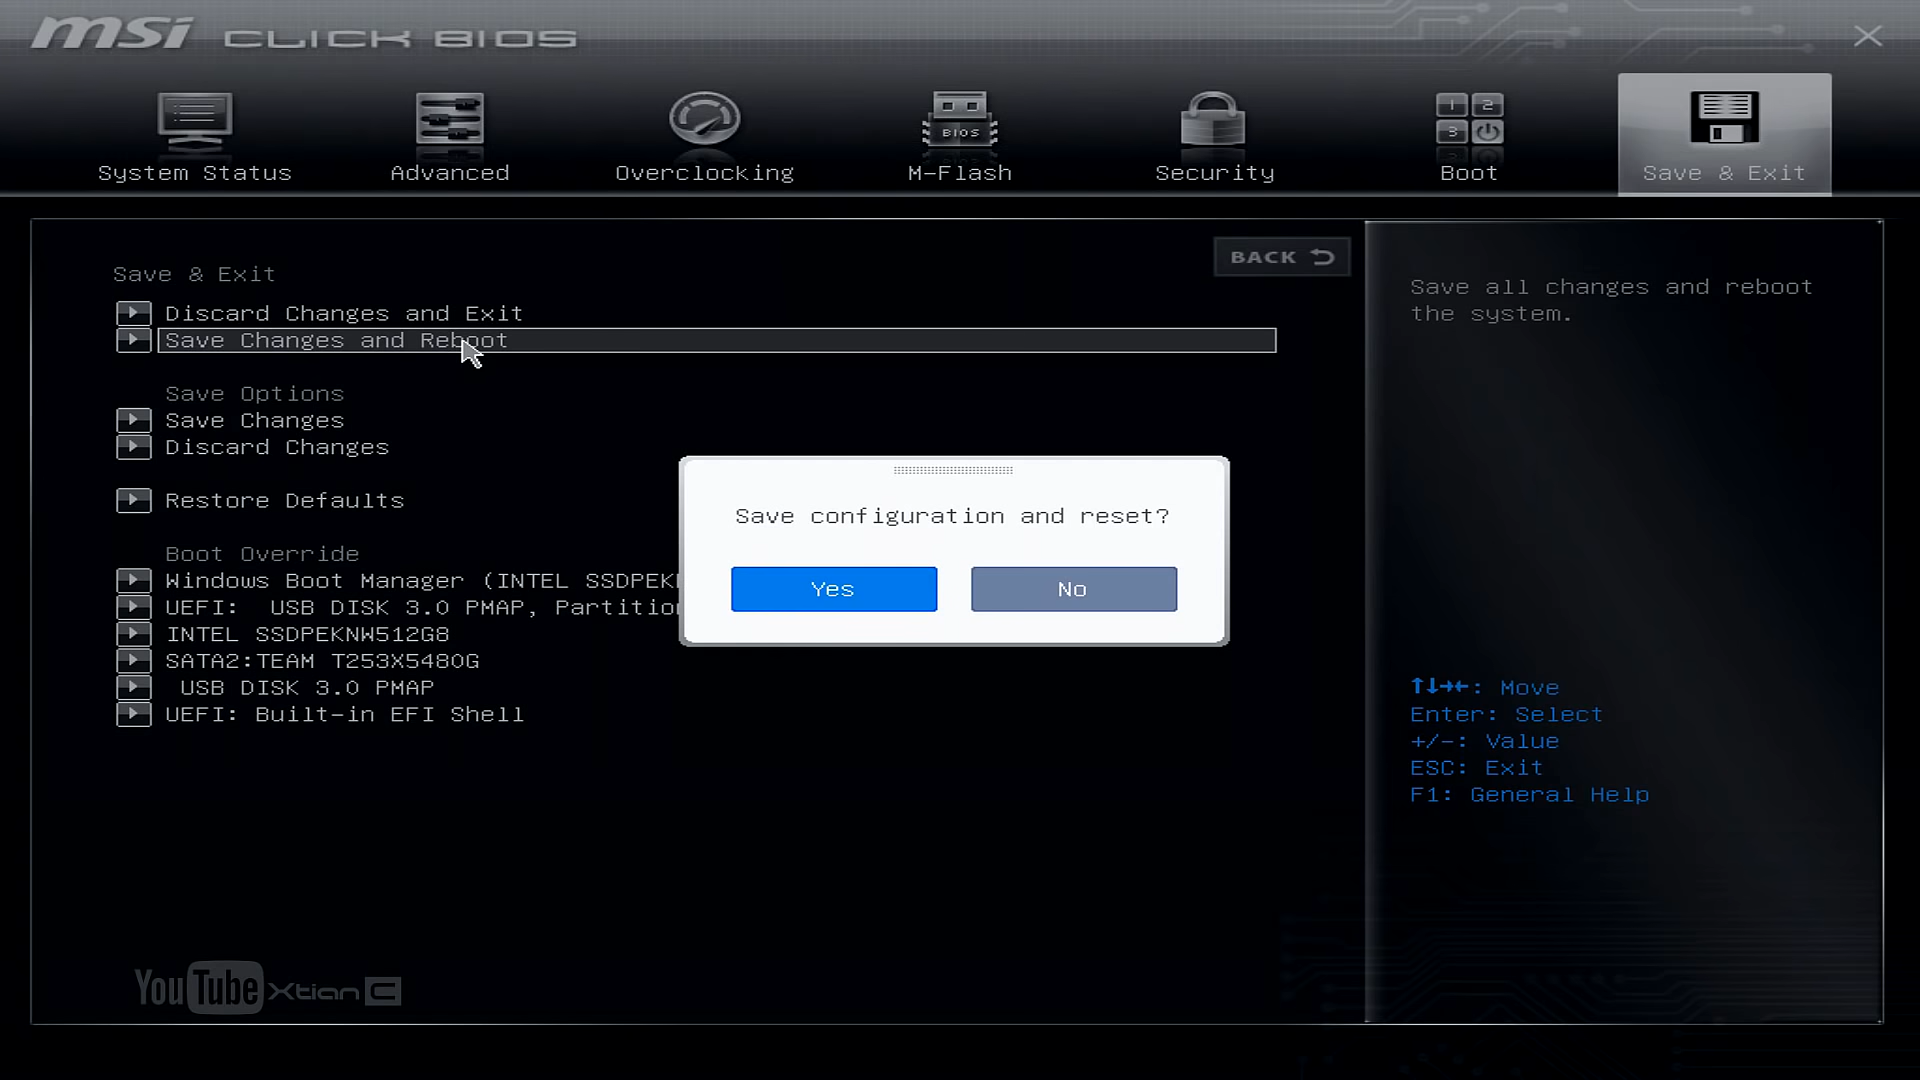 msi CLICK BIOS
System Status
Advanced
Overclocking
BIOS
M-Flash
Security
1 2
3
Boot
Save & Exit
BACK
Save & Exit
Discard Changes and Exit
Save Changes and Reboot
Save Options
Save Changes
Discard Changes
Restore Defaults
Boot Override
Windows Boot Manager (INTEL SSDPEK
UEFI: USB DISK 3.0 PMAP, Partitio
INTEL SSDPEKNW512G8
SATA2:TEAM T253X5480G
USB DISK 3.0 PMAP
UEFI: Built-in EFI Shell
Save configuration and reset?
Yes
No
Save all changes and reboot
the system.
↑↓→←: Move
Enter: Select
+/-: Value
ESC: Exit
F1: General Help
YouTube Xtian C